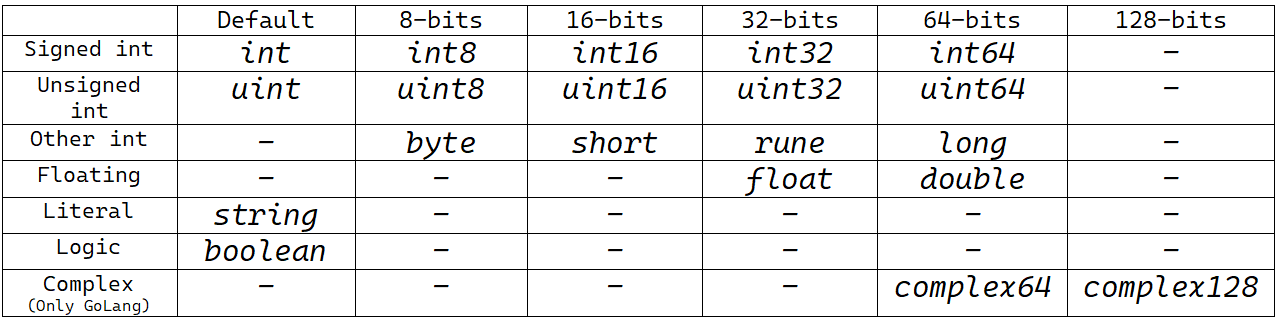 Default 8-bits 16-bits 32-bits 64-bits 128-bits
Signed int int int8 int16 int32 int64 –
Unsigned int uint uint8 uint16 uint32 uint64 –
Other int – byte short rune long –
Floating – – – float double –
Literal string – – – – –
Logic boolean – – – – –
Complex – – – – complex64 complex128
(Only GoLang)